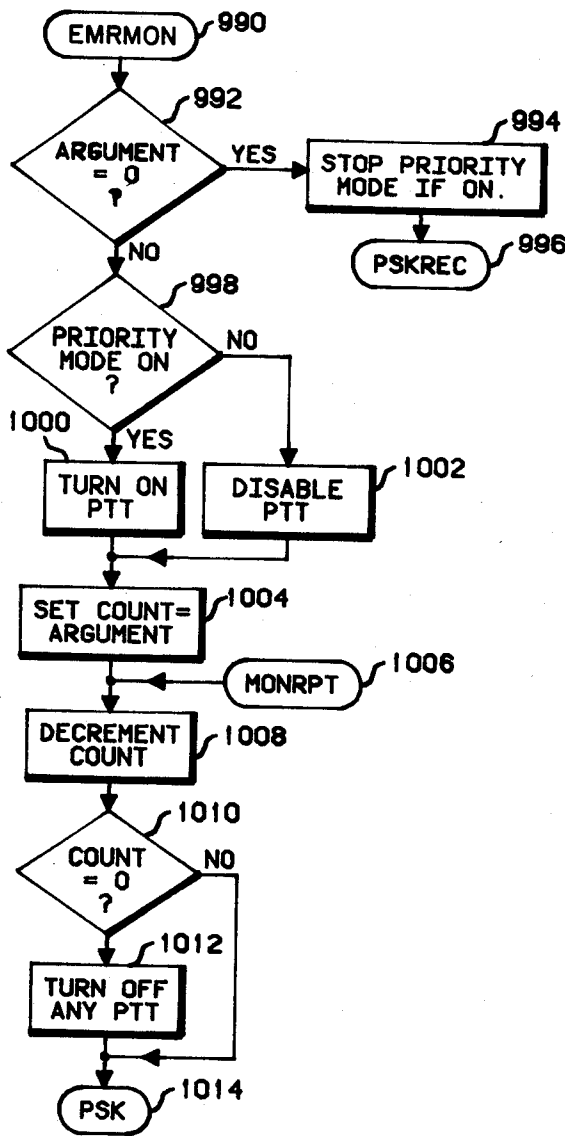 EMRMON
990
992
ARGUMENT
= 0
?
YES
994
STOP PRIORITY
MODE IF ON.
NO
PSKREC
996
998
PRIORITY
MODE ON
?
NO
1000
YES
TURN ON
PTT
DISABLE
PTT
1002
SET COUNT=
ARGUMENT
1004
MONRPT
1006
DECREMENT
COUNT
1008
1010
COUNT
= 0
?
NO
1012
TURN OFF
ANY PTT
PSK
1014